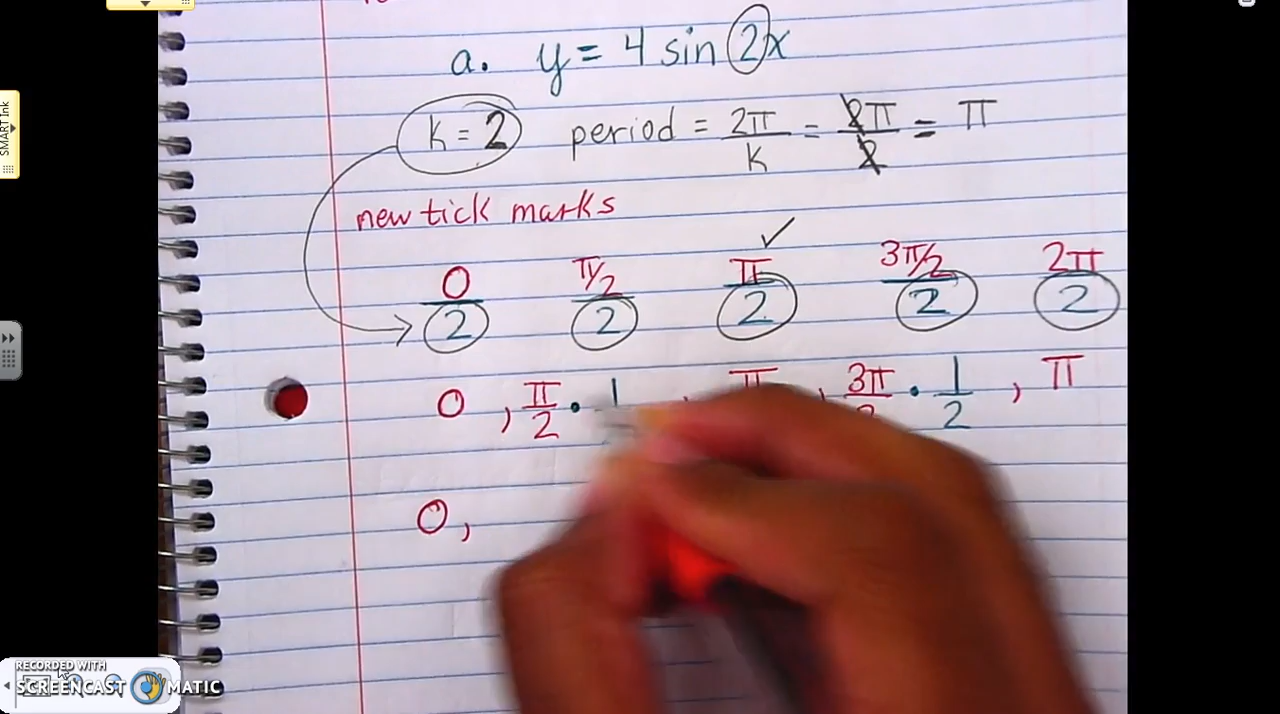 a. y = 4 sin 2x
k = 2 period = 2π/k = 2π/2 = π
new tick marks
0/2 π/2/2 π/2 3π/2/2 2π/2
0 , π/2 · 1 , π , 3π/2 · 1/2 , π
0 ,
SMART Ink
RECORDED WITH
SCREENCAST MATIC